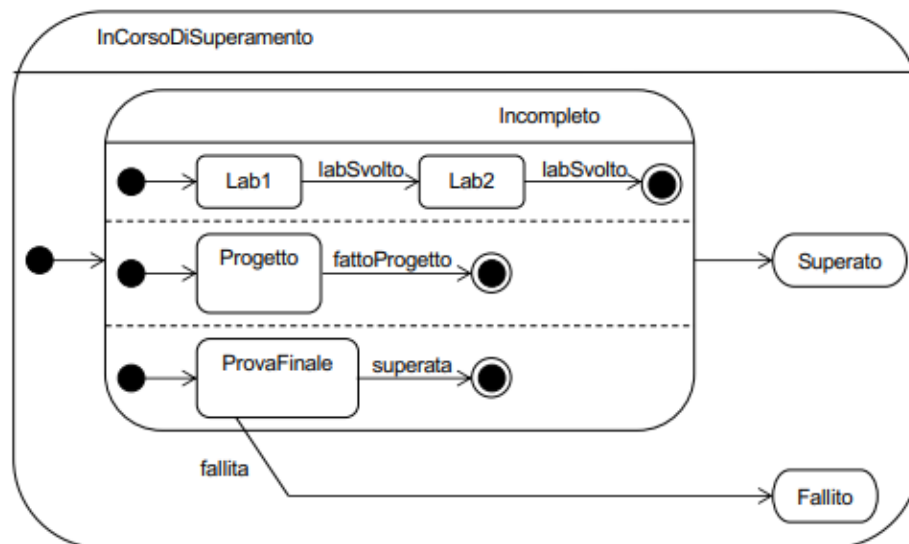 InCorsoDiSuperamento
Incompleto
Lab1
labSvolto
Lab2
labSvolto
Progetto
fattoProgetto
Superato
ProvaFinale
superata
fallita
Fallito